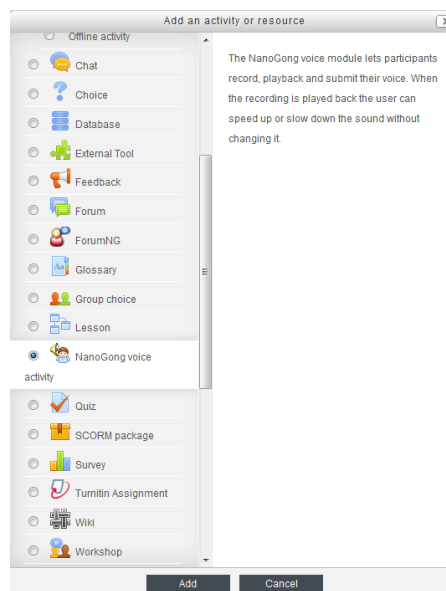 Add an activity or resource
x
Offline activity
Chat
Choice
Database
External Tool
Feedback
Forum
ForumNG
Aa
Glossary
Group choice
Lesson
NanoGong voice
activity
Quiz
SCORM package
Survey
Turnitin Assignment
Wiki
Workshop
The NanoGong voice module lets participants
record, playback and submit their voice. When
the recording is played back the user can
speed up or slow down the sound without
changing it.
Add
Cancel